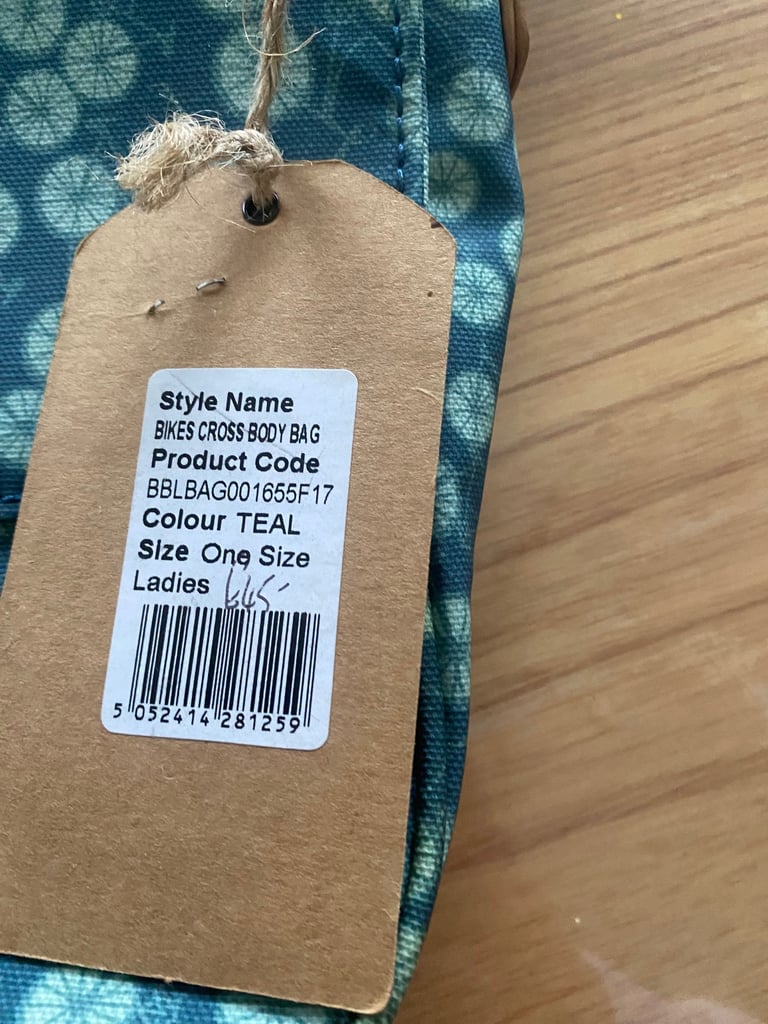 Style Name
BIKES CROSS BODY BAG
Product Code
BBLBAG001655F17
Colour TEAL
Size One Size
Ladies
5 052414 281259